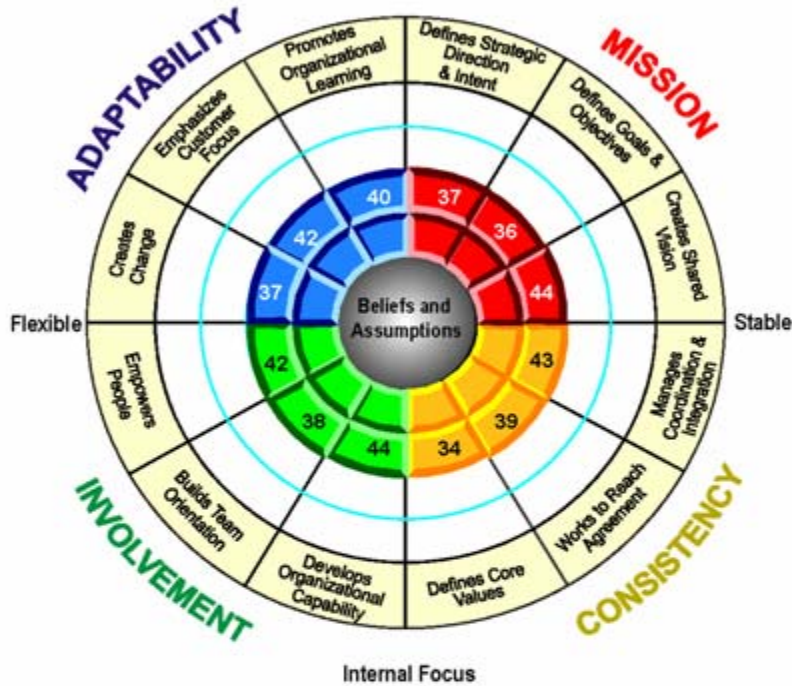 ADAPTABILITY
MISSION
Promotes
Organizational
Learning
Defines Strategic
Direction
& Intent
Emphasizes
Customer
Focus
Defines Goals &
Objectives
Creates
Change
Creates Shared
Vision
40
37
42
36
37
44
Beliefs and
Assumptions
Flexible
Stable
42
43
38
39
44
34
Empowers
People
Manages
Coordination &
Integration
Builds Team
Orientation
Works to Reach
Agreement
Develops
Organizational
Capability
Defines Core
Values
INVOLVEMENT
CONSISTENCY
Internal Focus